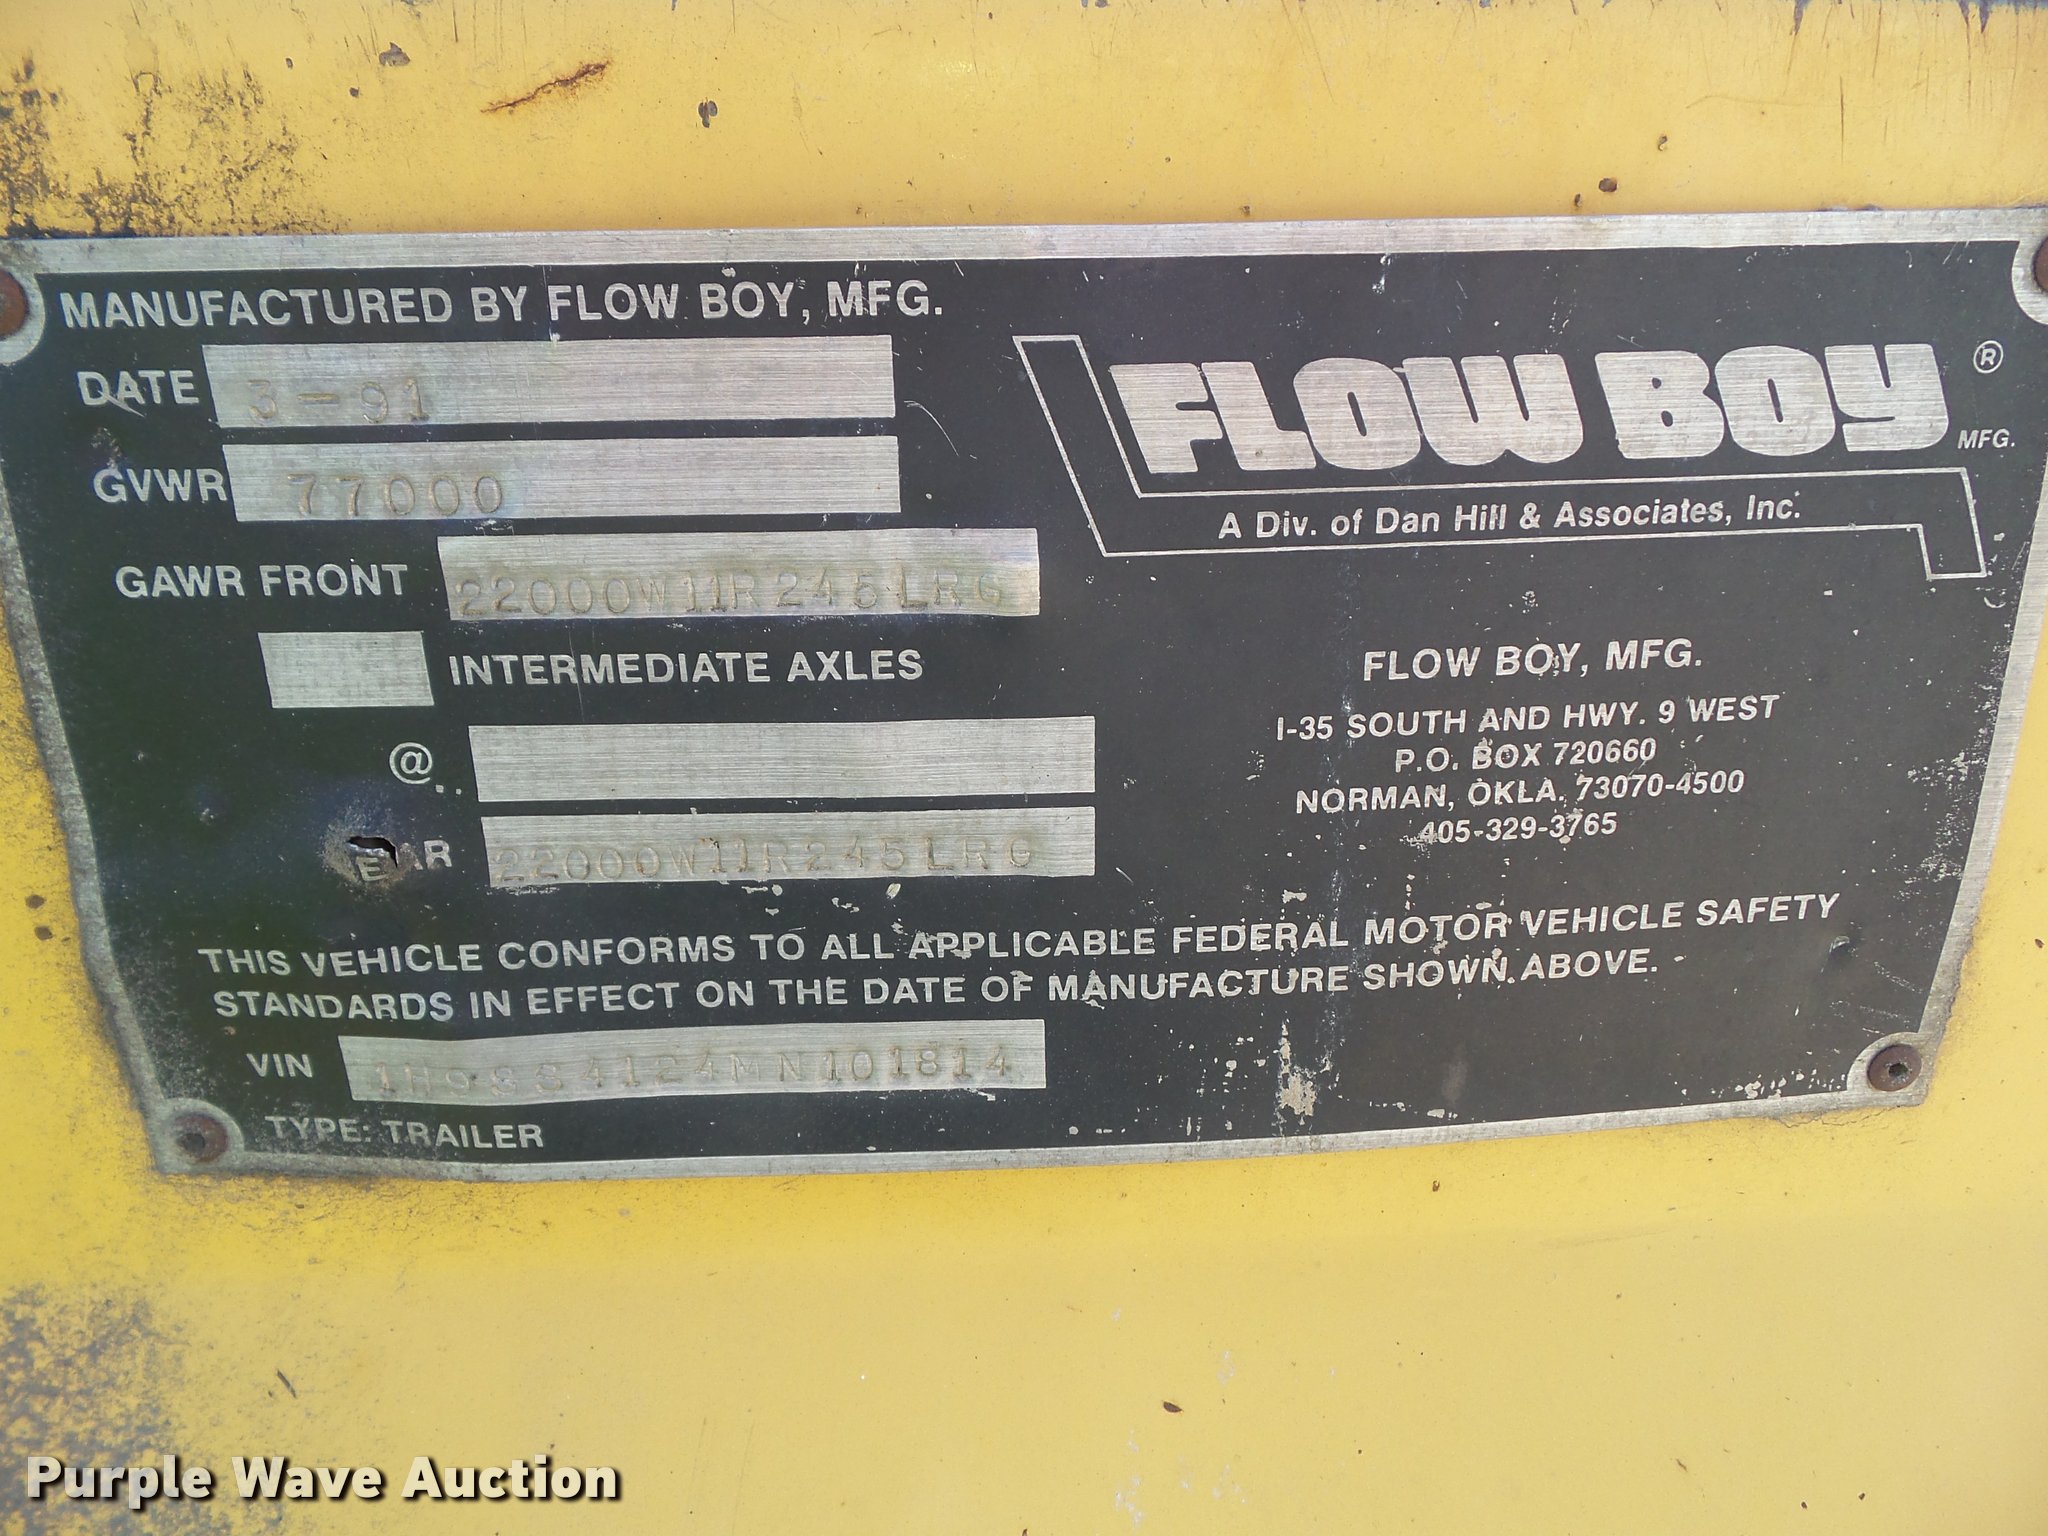 MANUFACTURED BY FLOW BOY, MFG.
DATE 3-91
GVWR 77000
GAWR FRONT 22000W11R245LRG
INTERMEDIATE AXLES
@
REAR 22000W11R245LRG
FLOW BOY ® MFG.
A Div. of Dan Hill & Associates, Inc.
FLOW BOY, MFG.
I-35 SOUTH AND HWY. 9 WEST
P.O. BOX 720660
NORMAN, OKLA. 73070-4500
405-329-3765
THIS VEHICLE CONFORMS TO ALL APPLICABLE FEDERAL MOTOR VEHICLE SAFETY
STANDARDS IN EFFECT ON THE DATE OF MANUFACTURE SHOWN ABOVE.
VIN 1H9SS4124MN101814
TYPE: TRAILER
Purple Wave Auction